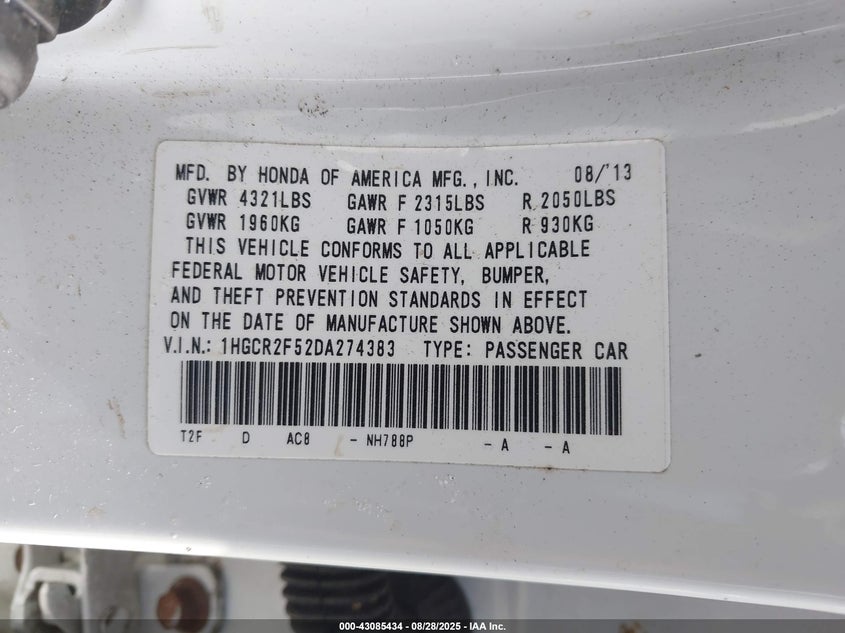 MFD. BY HONDA OF AMERICA MFG., INC. 08/'13
GVWR 4321LBS GAWR F 2315LBS R 2050LBS
GVWR 1960KG GAWR F 1050KG R 930KG
THIS VEHICLE CONFORMS TO ALL APPLICABLE
FEDERAL MOTOR VEHICLE SAFETY, BUMPER,
AND THEFT PREVENTION STANDARDS IN EFFECT
ON THE DATE OF MANUFACTURE SHOWN ABOVE.
V.I.N.: 1HGCR2F52DA274383 TYPE: PASSENGER CAR
T2F D AC8 - NH788P - A - A
000-43085434 - 08/28/2025 - IAA Inc.